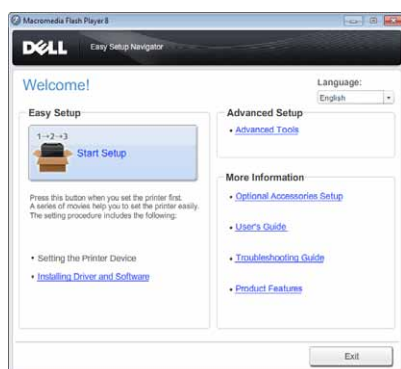 Macromedia Flash Player 8
DELL Easy Setup Navigator
Welcome!
Language:
English
Easy Setup
1→2→3
Start Setup
Press this button when you set the printer first.
A series of movies help you to set the printer easily.
The setting procedure includes the following:
• Setting the Printer Device
• Installing Driver and Software
Advanced Setup
• Advanced Tools
More Information
• Optional Accessories Setup
• User's Guide
• Troubleshooting Guide
• Product Features
Exit